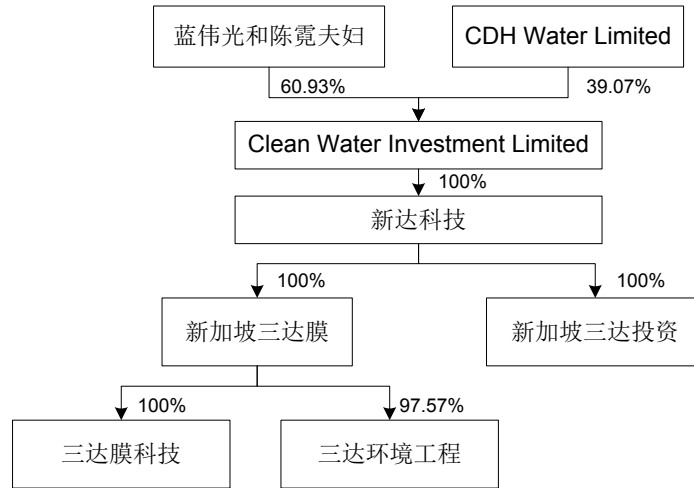 蓝伟光和陈霓夫妇
CDH Water Limited
60.93%
39.07%
Clean Water Investment Limited
100%
新达科技
100%
100%
新加坡三达膜
新加坡三达投资
100%
97.57%
三达膜科技
三达环境工程